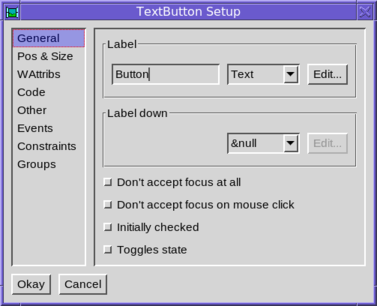 TextButton Setup
General
Pos & Size
WAttribs
Code
Other
Events
Constraints
Groups
Label
Button Text Edit...
Label down
&null Edit...
Don't accept focus at all
Don't accept focus on mouse click
Initially checked
Toggles state
Okay Cancel